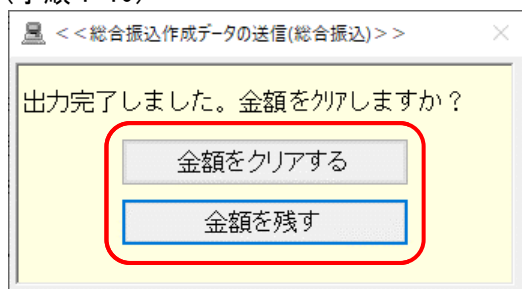 <<総合振込作成ﾃﾞｰﾀの送信(総合振込)>>
出力完了しました。金額をｸﾘｱしますか？
金額をクリアする
金額を残す